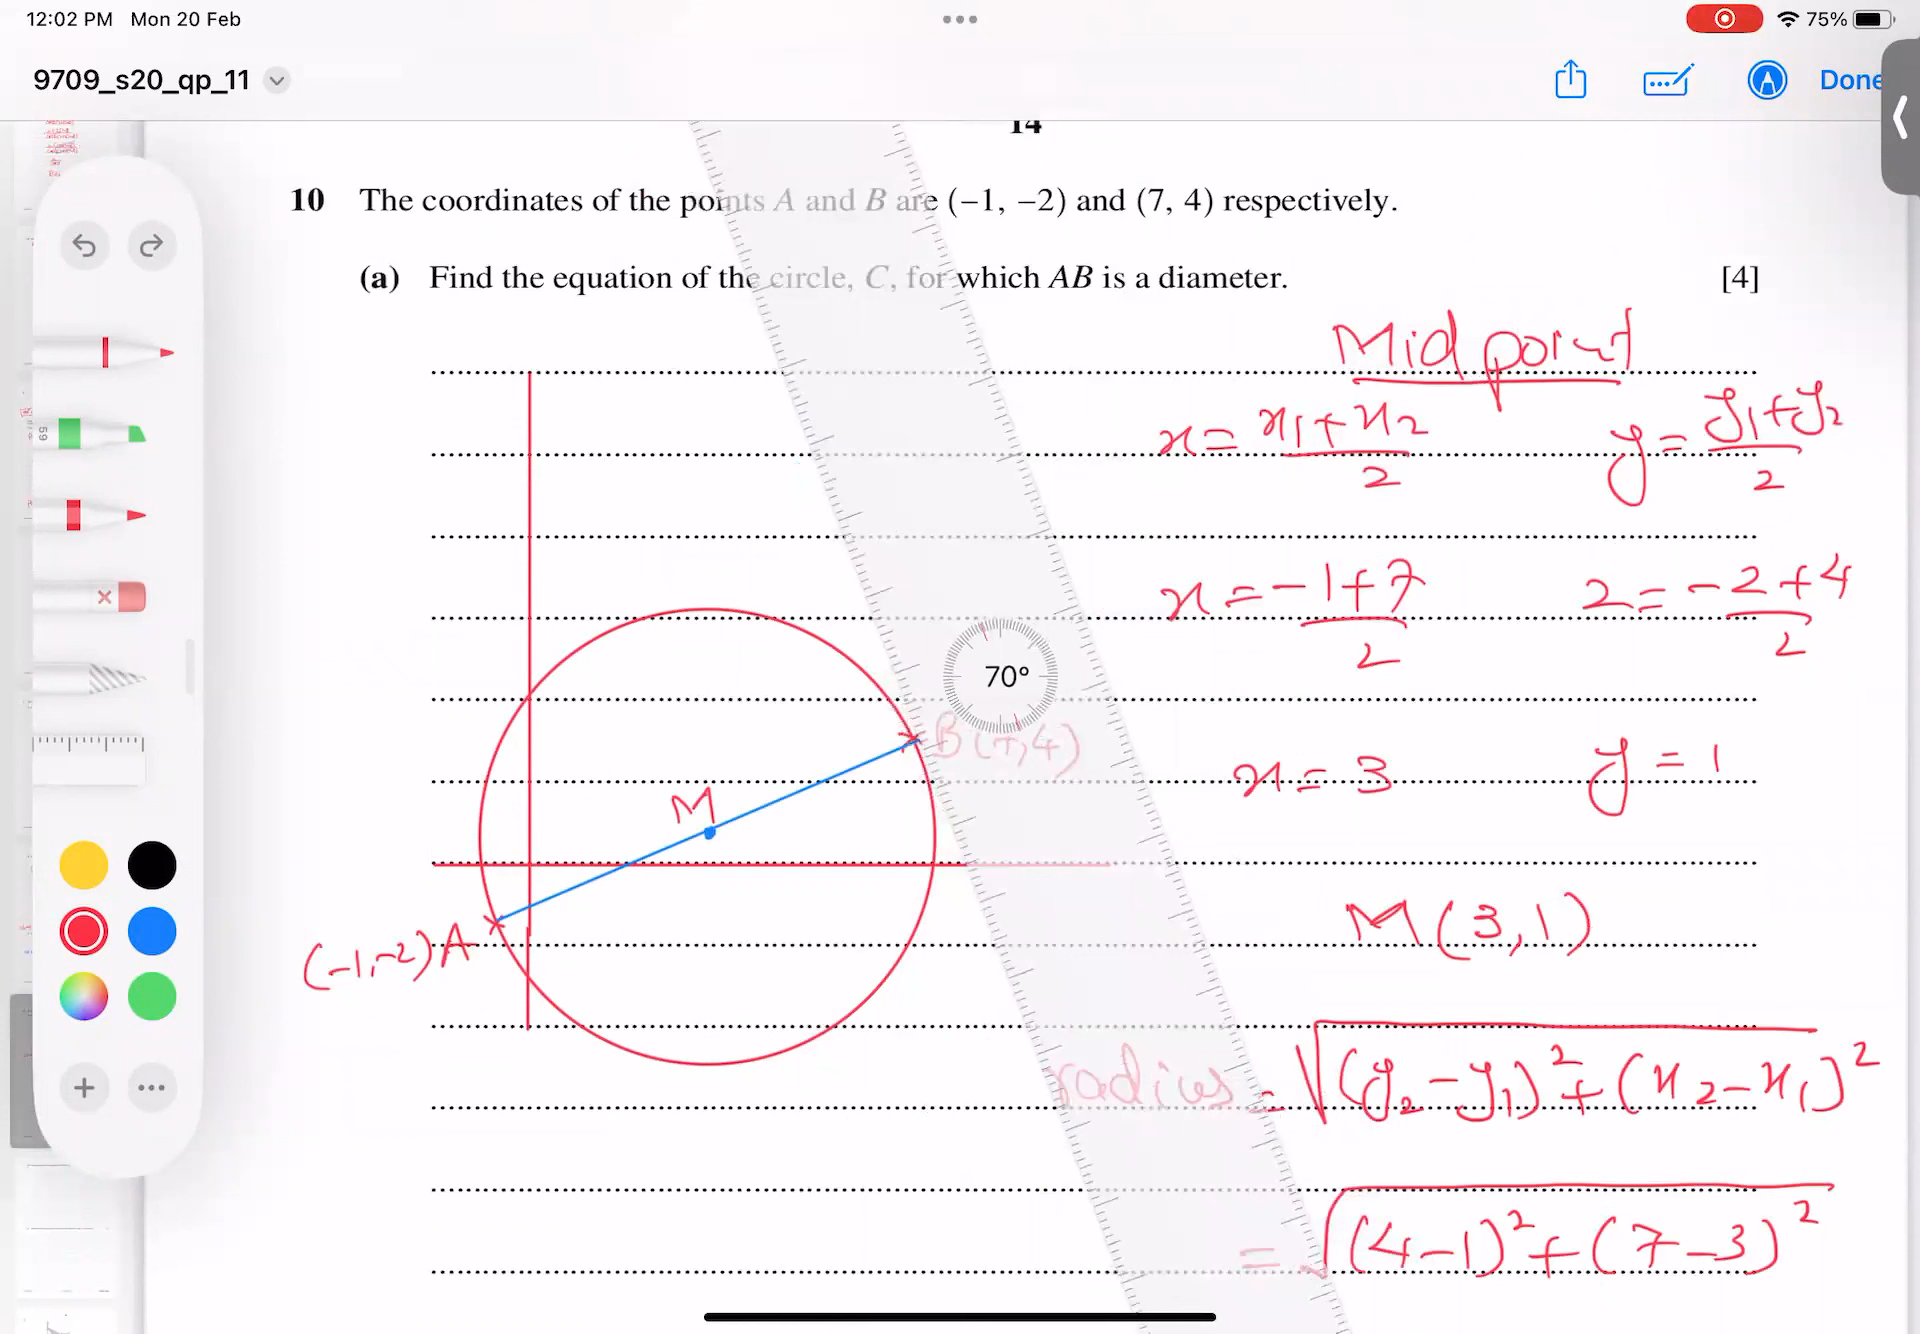 12:02 PM Mon 20 Feb
75%
9709_s20_qp_11
Done
14
10 The coordinates of the points A and B are (−1, −2) and (7, 4) respectively.
(a) Find the equation of the circle, C, for which AB is a diameter. [4]
Mid point
x = x₁+x₂/2 y = y₁+y₂/2
x = -1+7/2 2 = -2+4/2
70°
B(7,4)
x = 3 y = 1
M
M(3,1)
(-1,-2)A
radius = √(y₂-y₁)²+(x₂-x₁)²
= √(4-1)²+(7-3)²
59